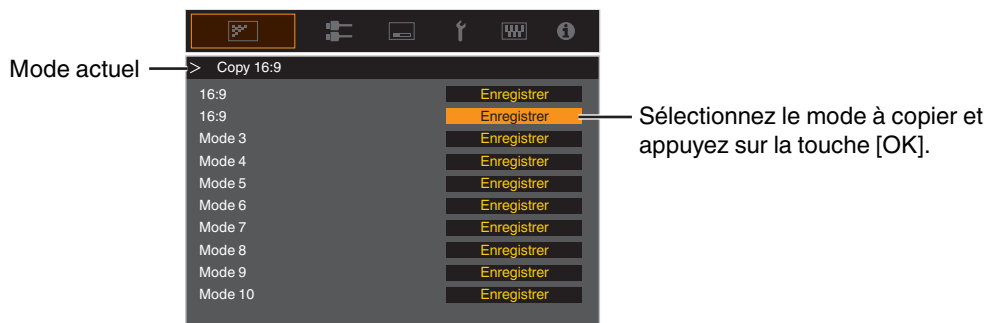 Mode actuel
> Copy 16:9
16:9 Enregistrer
16:9 Enregistrer
Mode 3 Enregistrer
Mode 4 Enregistrer
Mode 5 Enregistrer
Mode 6 Enregistrer
Mode 7 Enregistrer
Mode 8 Enregistrer
Mode 9 Enregistrer
Mode 10 Enregistrer
Sélectionnez le mode à copier et
appuyez sur la touche [OK].